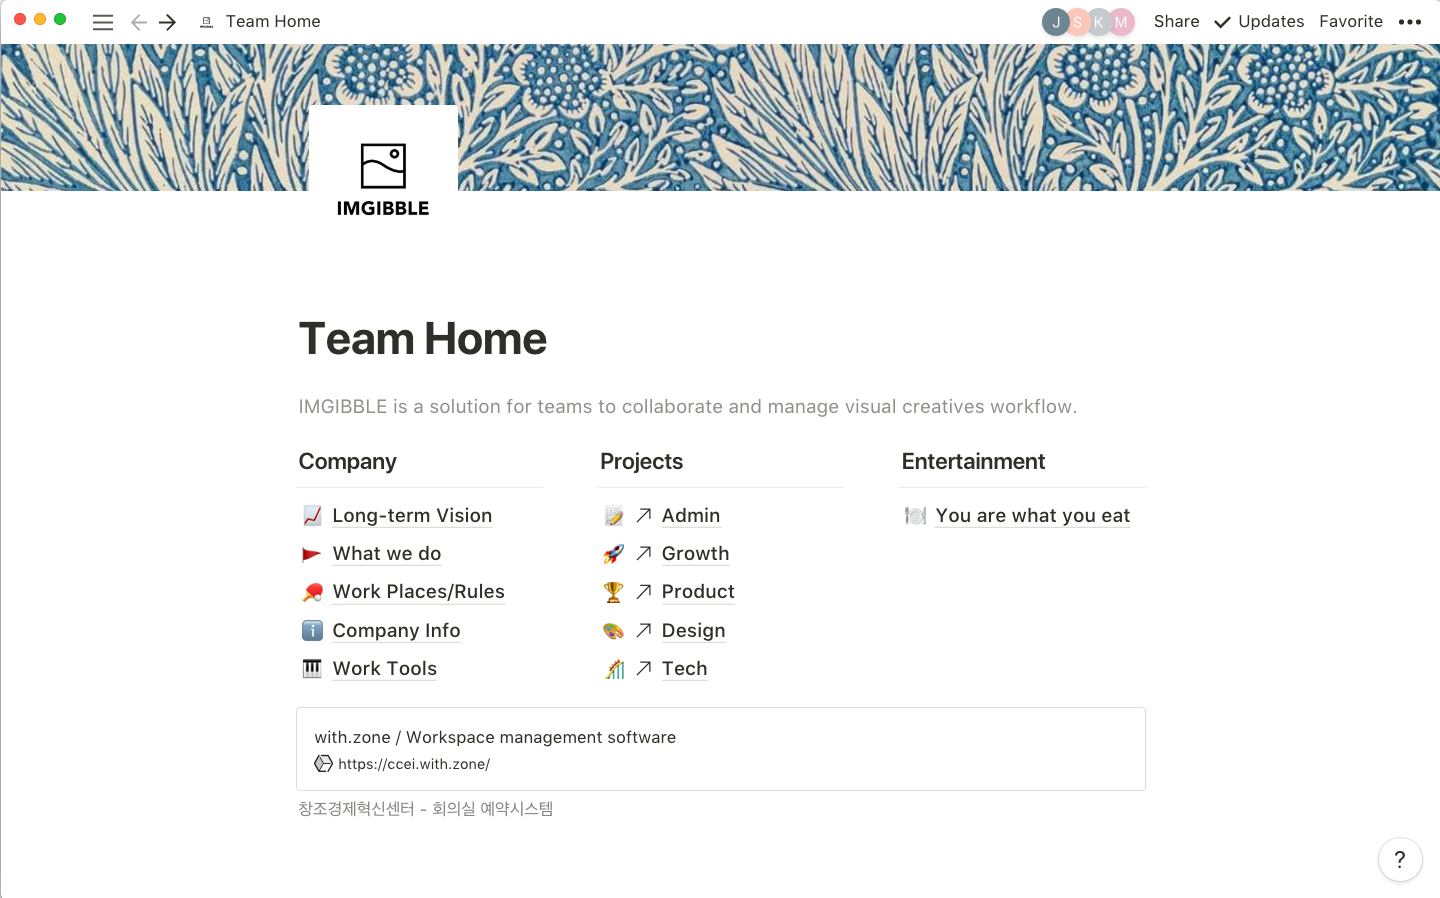 Team Home
J S K M Share Updates Favorite
IMGIBBLE
Team Home
IMGIBBLE is a solution for teams to collaborate and manage visual creatives workflow.
Company
Long-term Vision
What we do
Work Places/Rules
Company Info
Work Tools
Projects
Admin
Growth
Product
Design
Tech
Entertainment
You are what you eat
with.zone / Workspace management software
https://ccei.with.zone/
창조경제혁신센터 - 회의실 예약시스템
?